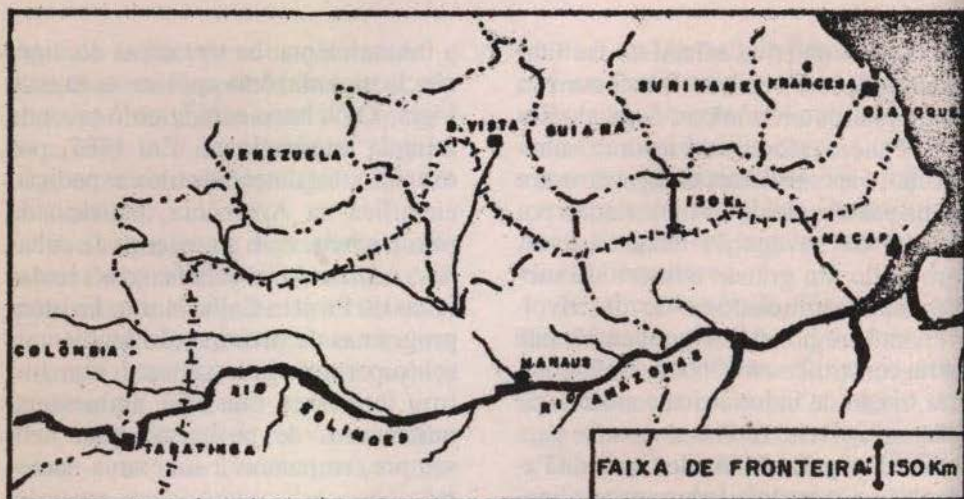 SURINAME
FRANCESA
OIAPOQUE
B. VISTA
GUIANA
VENEZUELA
150 Km
MACAPÁ
COLÔMBIA
MANAUS
RIO AMAZONAS
RIO SOLIMOES
TABATINGA
FAIXA DE FRONTEIRA: 150 Km